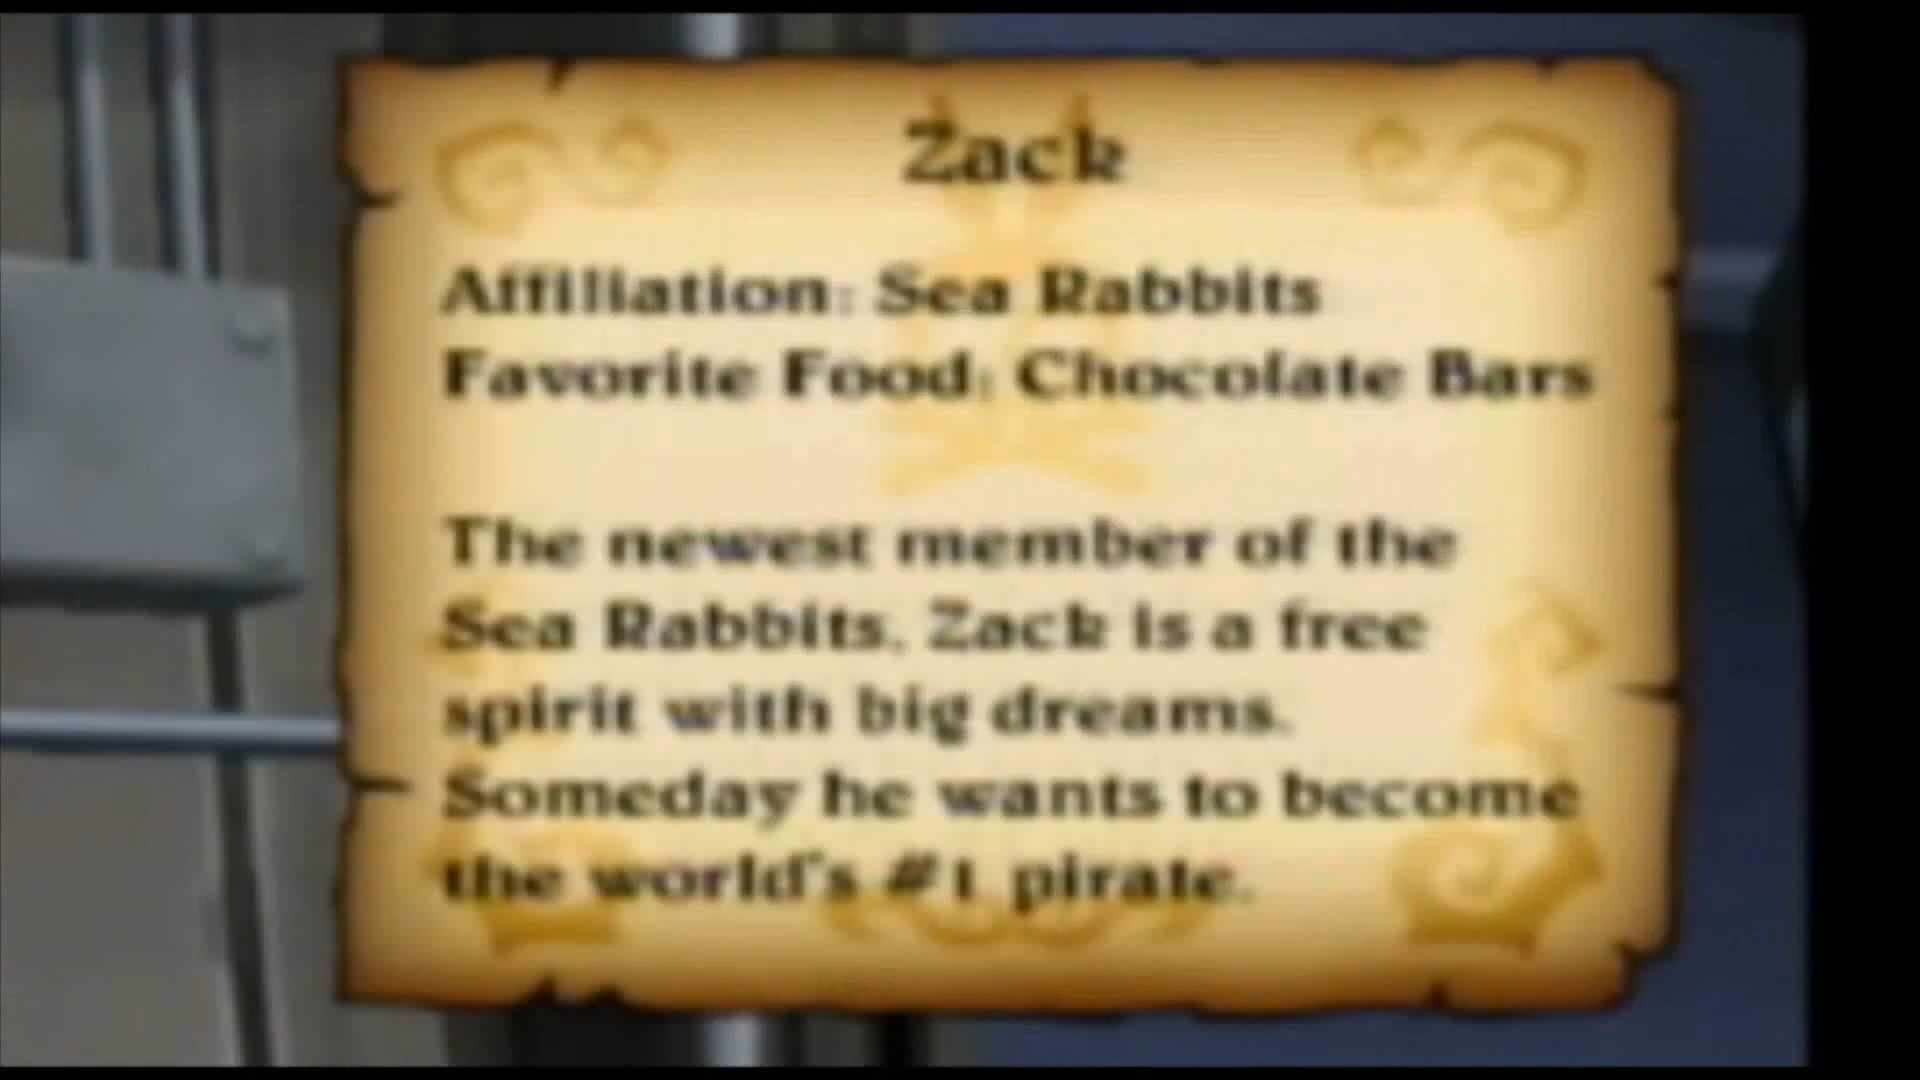 Zack
Affiliation: Sea Rabbits
Favorite Food: Chocolate Bars
The newest member of the
Sea Rabbits, Zack is a free
spirit with big dreams.
Someday he wants to become
the world's #1 pirate.